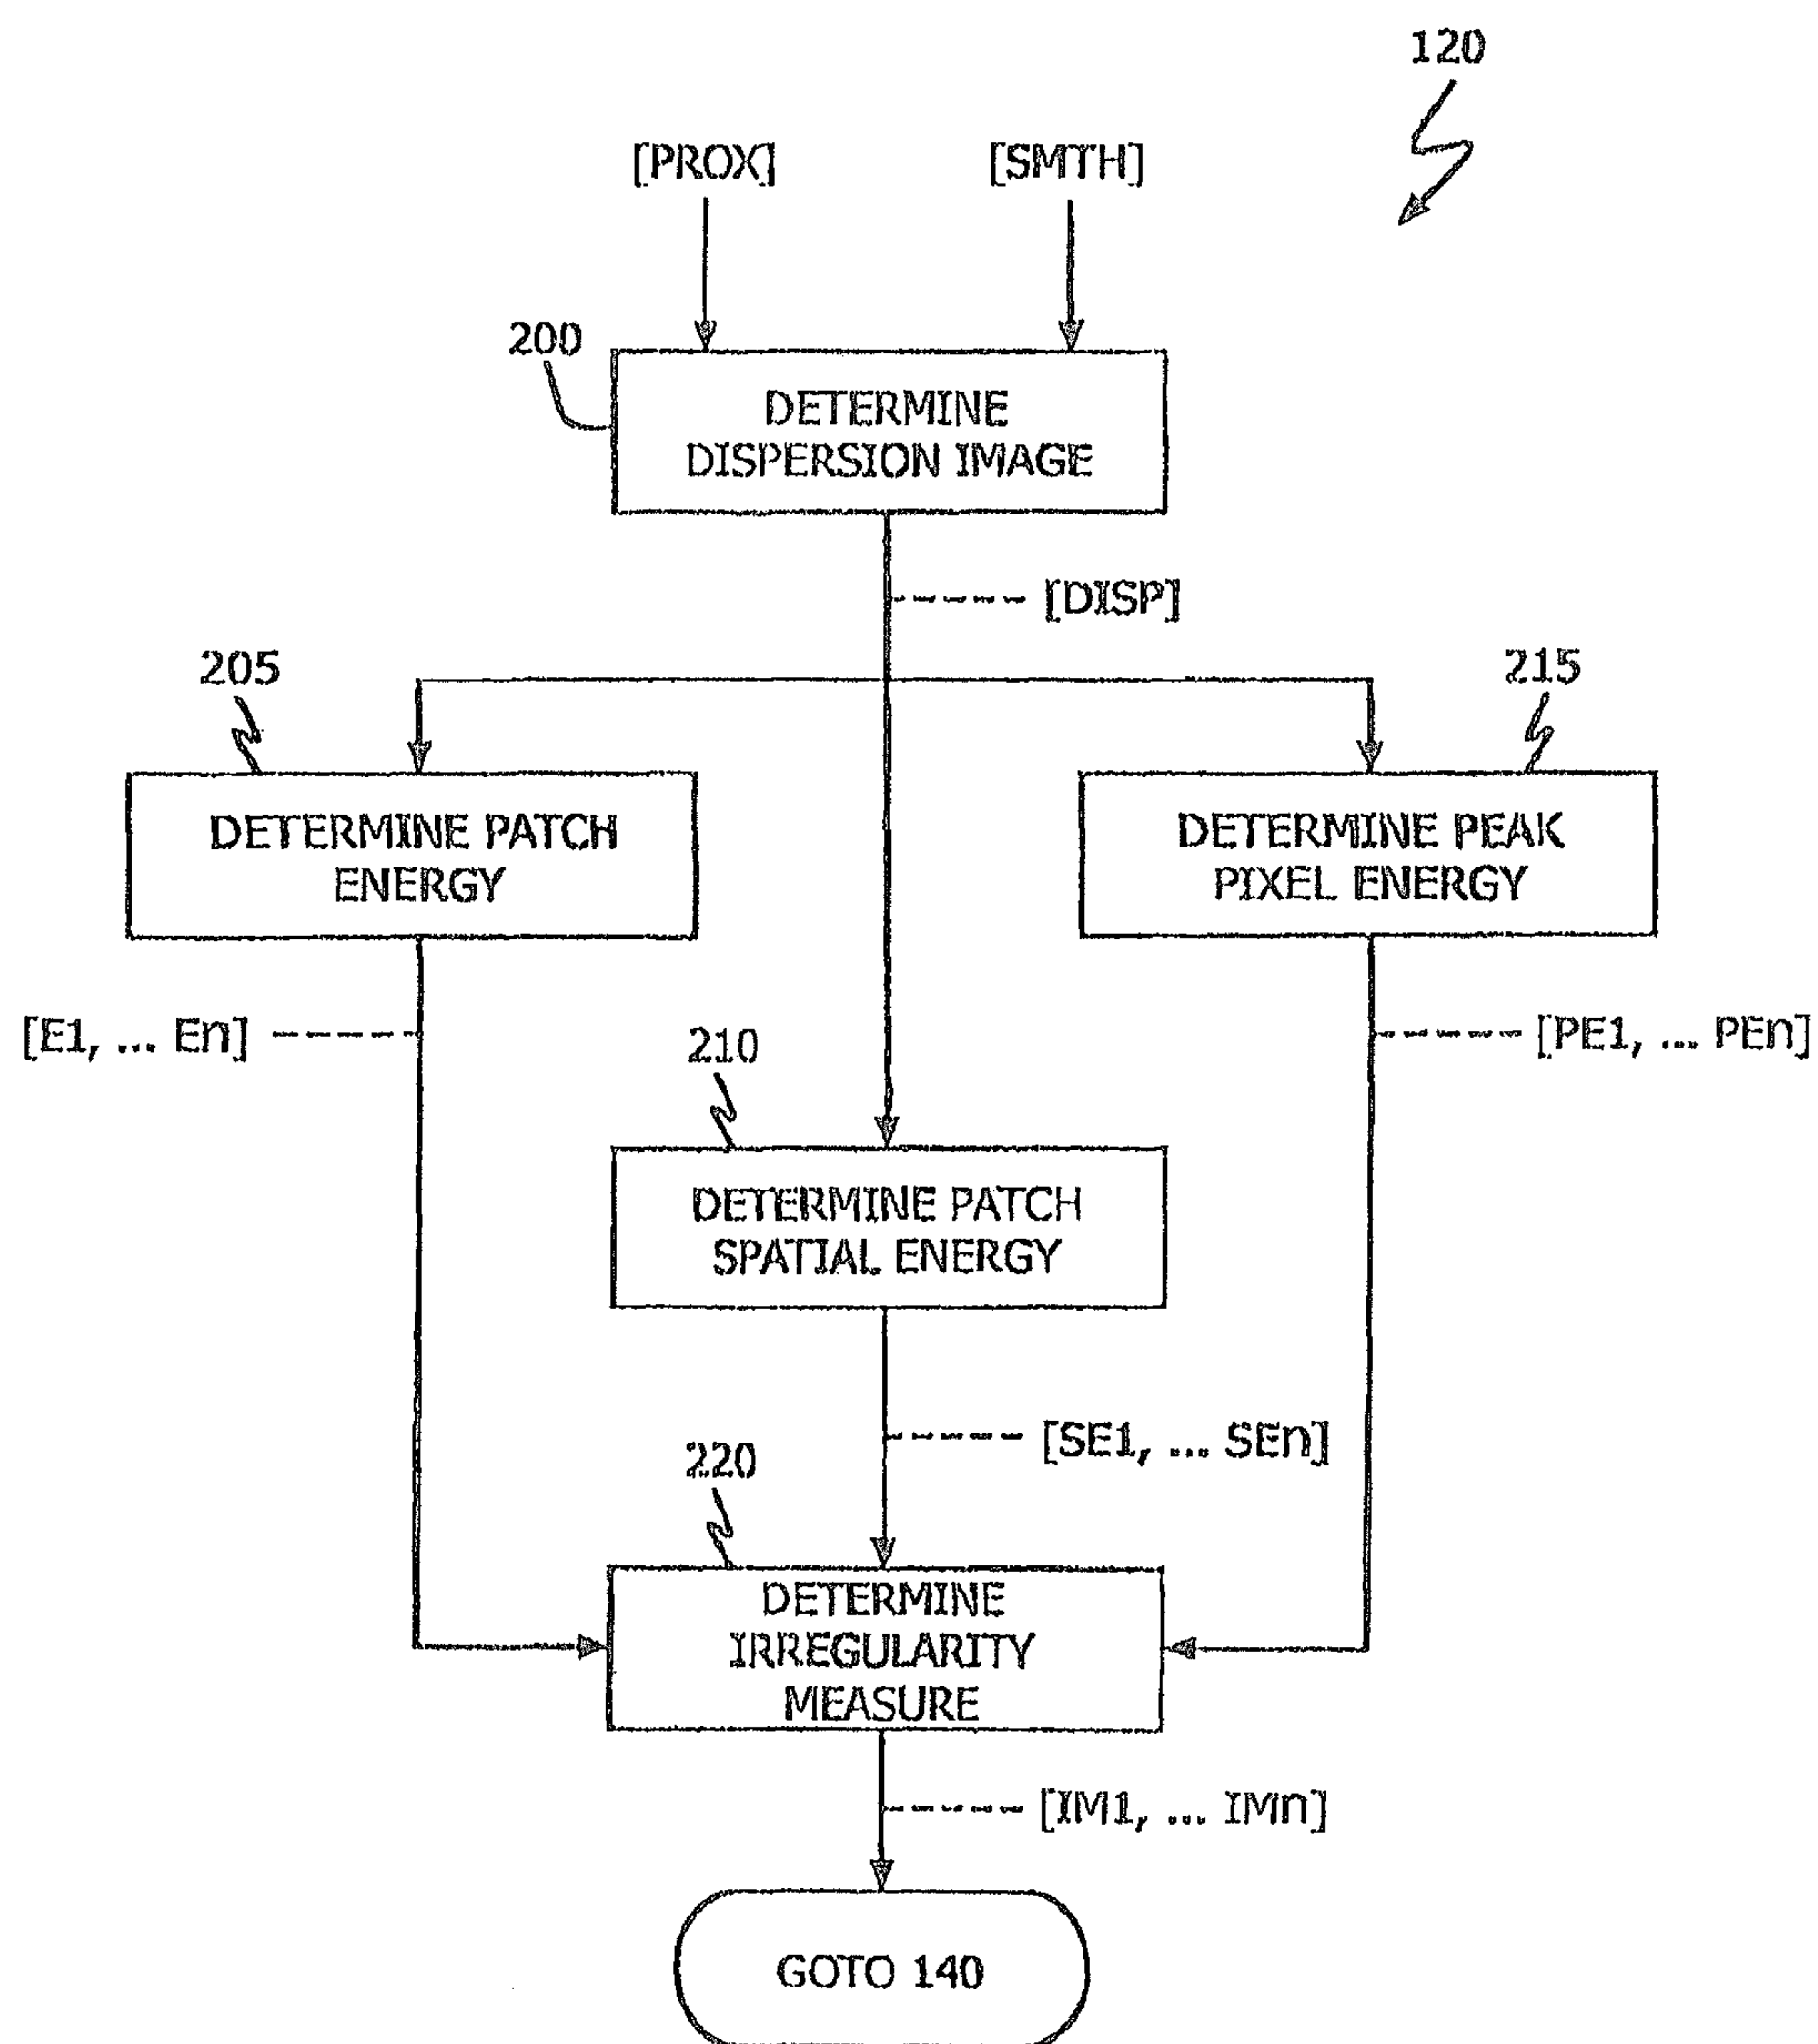 120
[PROX]
[SMTH]
200
DETERMINE
DISPERSION IMAGE
[DISP]
205
215
DETERMINE PATCH
ENERGY
DETERMINE PEAK
PIXEL ENERGY
[E1, ... En]
[PE1, ... PEn]
210
DETERMINE PATCH
SPATIAL ENERGY
[SE1, ... SEn]
220
DETERMINE
IRREGULARITY
MEASURE
[IM1, ... IMn]
GOTO 140